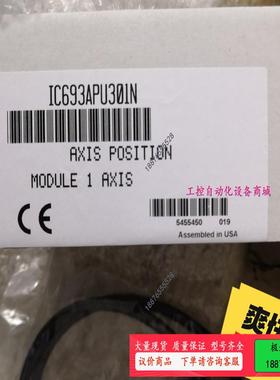 IC693APU301N
AXIS POSITION
MODULE 1 AXIS
工控自动化设备商城
CE
5455450 019
Assembled in USA
大量现货 质量保证 型号齐全
议价商品 下单请咨询客服